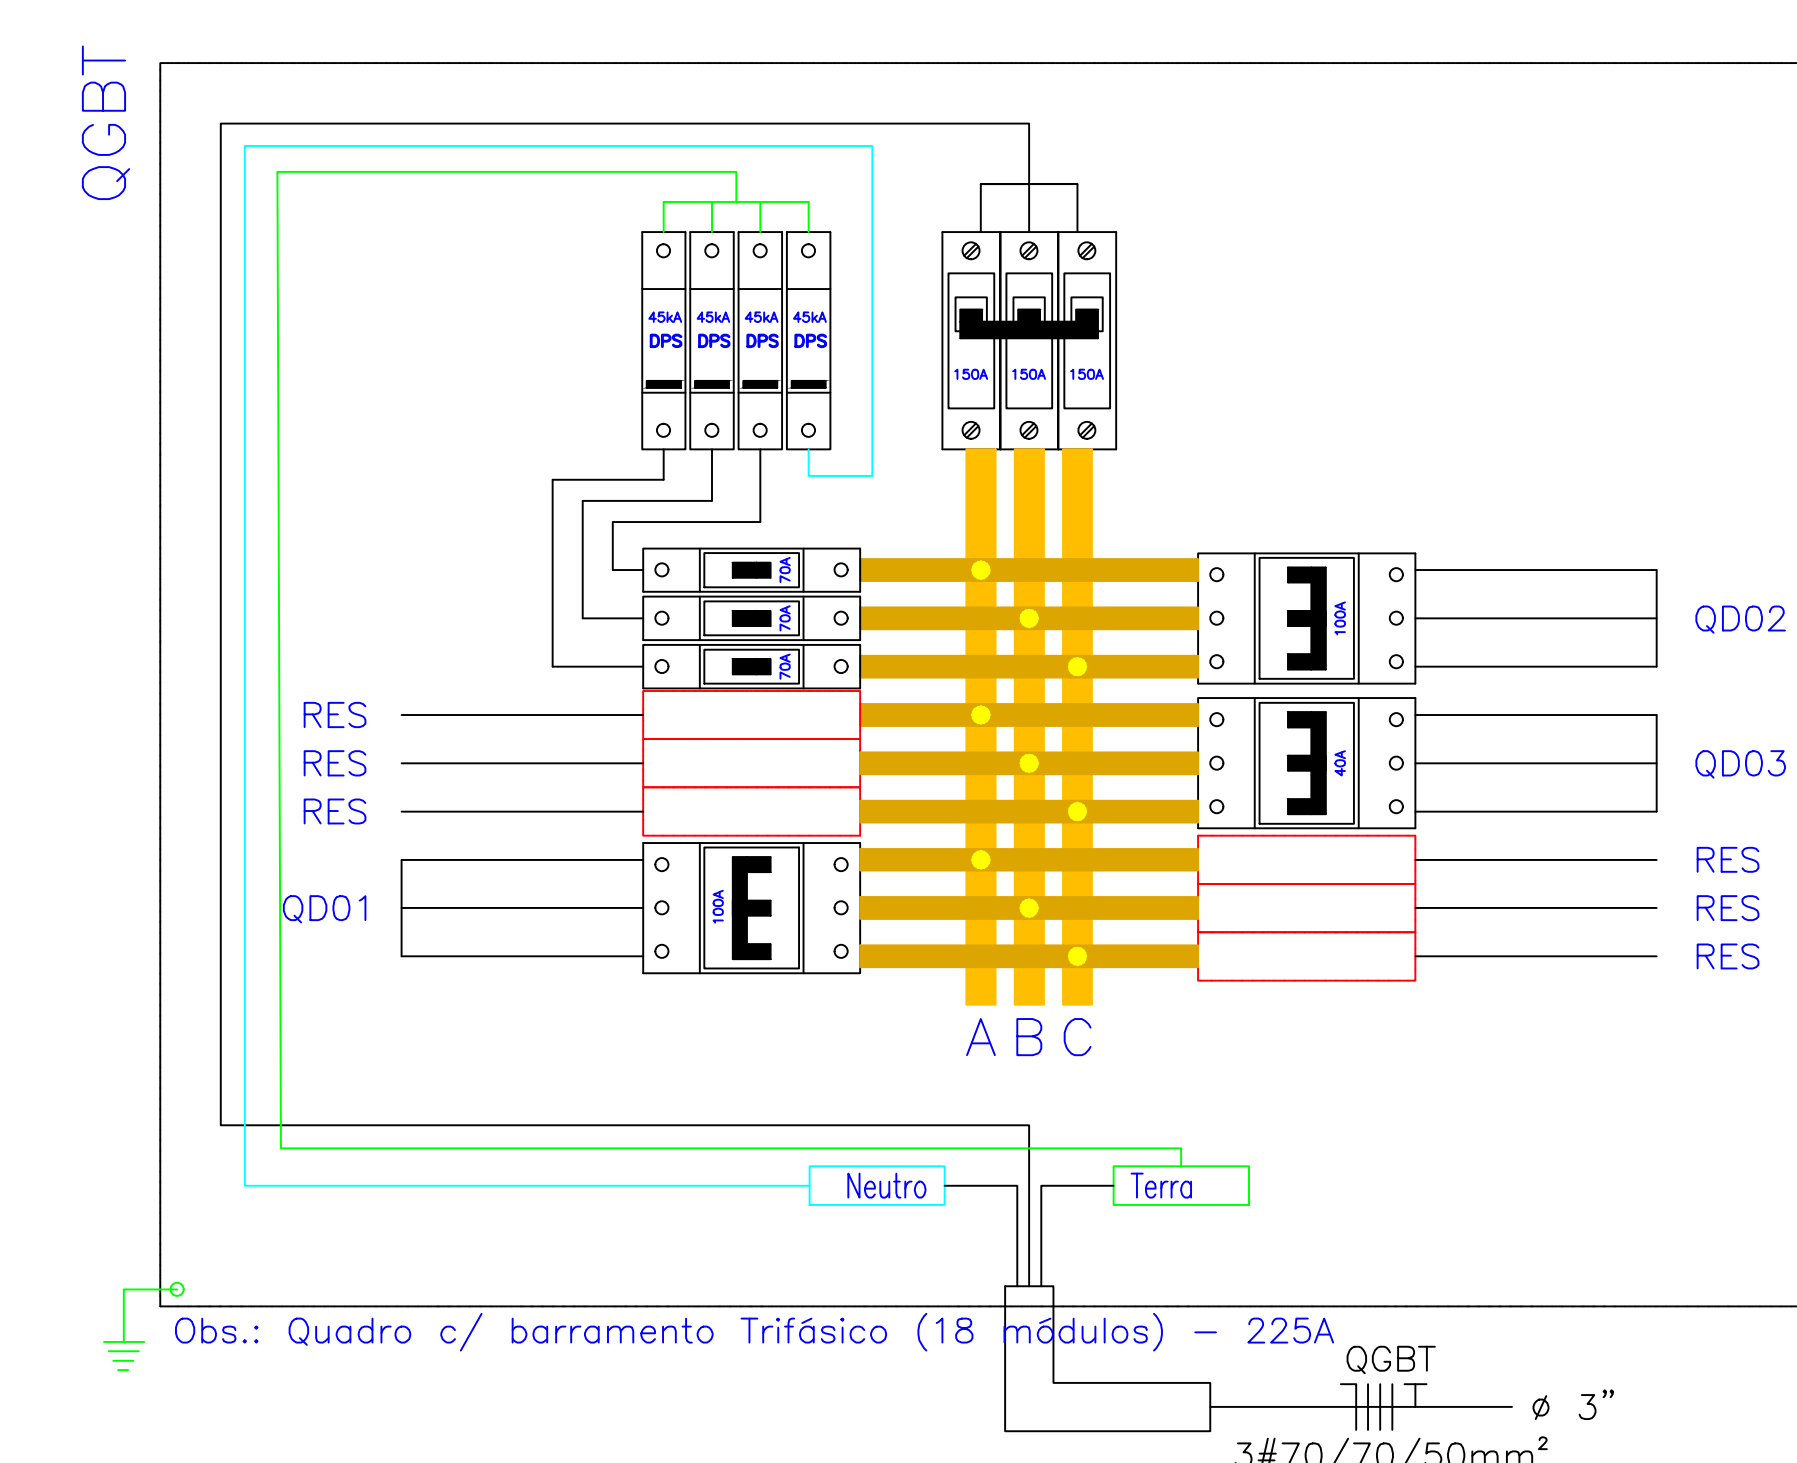 QGBT
45kA 45kA 45kA 45kA
DPS DPS DPS DPS
150A 150A 150A
70A
70A
70A
100A
QD02
RES
RES
RES
40A
QD03
QD01
100A
RES
RES
RES
A B C
Neutro
Terra
Obs.: Quadro c/ barramento Trifásico (18 módulos) - 225A
QGBT
ø 3"
3#70/70/50mm²